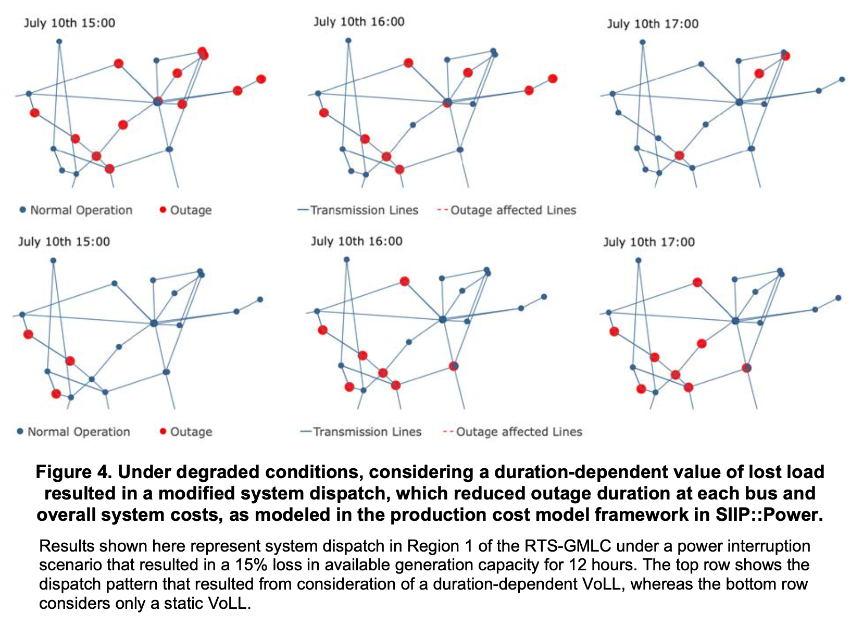 July 10th 15:00
July 10th 16:00
July 10th 17:00
Normal Operation
Outage
Transmission Lines
Outage affected Lines
July 10th 15:00
July 10th 16:00
July 10th 17:00
Normal Operation
Outage
Transmission Lines
Outage affected Lines
Figure 4. Under degraded conditions, considering a duration-dependent value of lost load
resulted in a modified system dispatch, which reduced outage duration at each bus and
overall system costs, as modeled in the production cost model framework in SIIP::Power.
Results shown here represent system dispatch in Region 1 of the RTS-GMLC under a power interruption
scenario that resulted in a 15% loss in available generation capacity for 12 hours. The top row shows the
dispatch pattern that resulted from consideration of a duration-dependent VoLL, whereas the bottom row
considers only a static VoLL.